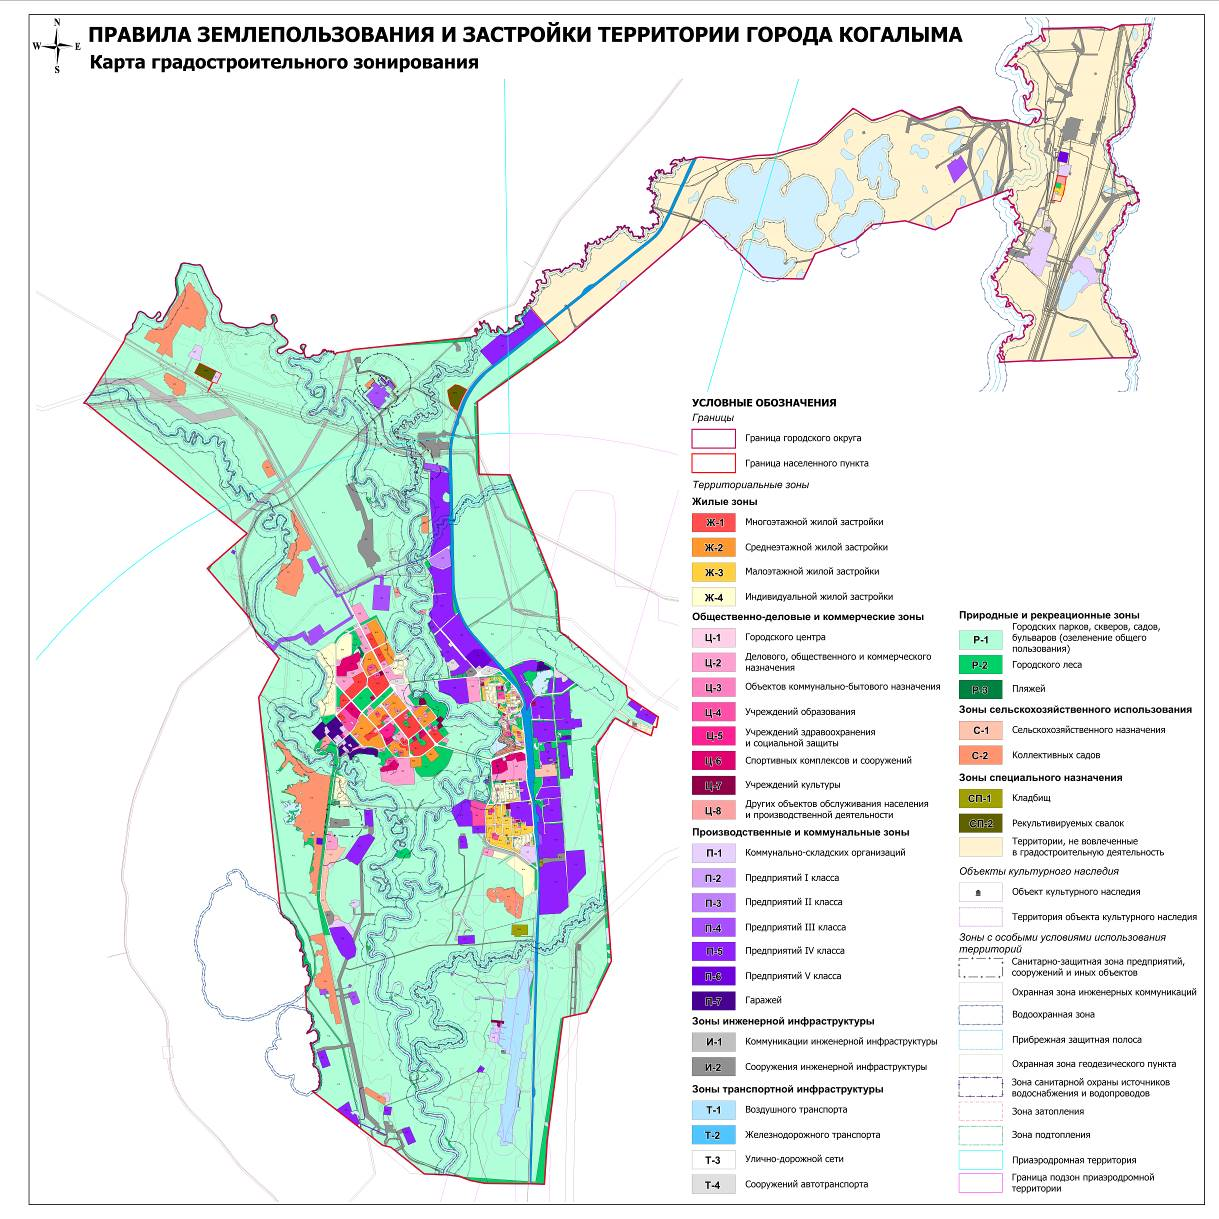 N
W E
S
ПРАВИЛА ЗЕМЛЕПОЛЬЗОВАНИЯ И ЗАСТРОЙКИ ТЕРРИТОРИИ ГОРОДА КОГАЛЫМА
Карта градостроительного зонирования
УСЛОВНЫЕ ОБОЗНАЧЕНИЯ
Границы
Граница городского округа
Граница населенного пункта
Территориальные зоны
Жилые зоны
Ж-1 Многоэтажной жилой застройки
Ж-2 Среднеэтажной жилой застройки
Ж-3 Малоэтажной жилой застройки
Ж-4 Индивидуальной жилой застройки
Общественно-деловые и коммерческие зоны
Ц-1 Городского центра
Ц-2 Делового, общественного и коммерческого
назначения
Ц-3 Объектов коммунально-бытового назначения
Ц-4 Учреждений образования
Ц-5 Учреждений здравоохранения
и социальной защиты
Ц-6 Спортивных комплексов и сооружений
Ц-7 Учреждений культуры
Ц-8 Других объектов обслуживания населения
и производственной деятельности
Производственные и коммунальные зоны
П-1 Коммунально-складских организаций
П-2 Предприятий I класса
П-3 Предприятий II класса
П-4 Предприятий III класса
П-5 Предприятий IV класса
П-6 Предприятий V класса
П-7 Гаражей
Зоны инженерной инфраструктуры
И-1 Коммуникации инженерной инфраструктуры
И-2 Сооружения инженерной инфраструктуры
Зоны транспортной инфраструктуры
Т-1 Воздушного транспорта
Т-2 Железнодорожного транспорта
Т-3 Улично-дорожной сети
Т-4 Сооружений автотранспорта
Природные и рекреационные зоны
Городских парков, скверов, садов,
Р-1 бульваров (озеленение общего
пользования)
Р-2 Городского леса
Р-3 Пляжей
Зоны сельскохозяйственного использования
С-1 Сельскохозяйственного назначения
С-2 Коллективных садов
Зоны специального назначения
СП-1 Кладбищ
СП-2 Рекультивируемых свалок
Территории, не вовлеченные
в градостроительную деятельность
Объекты культурного наследия
Объект культурного наследия
Территория объекта культурного наследия
Зоны с особыми условиями использования
территорий
Санитарно-защитная зона предприятий,
сооружений и иных объектов
Охранная зона инженерных коммуникаций
Водоохранная зона
Прибрежная защитная полоса
Охранная зона геодезического пункта
Зона санитарной охраны источников
водоснабжения и водопроводов
Зона затопления
Зона подтопления
Приаэродромная территория
Граница подзон приаэродромной
территории